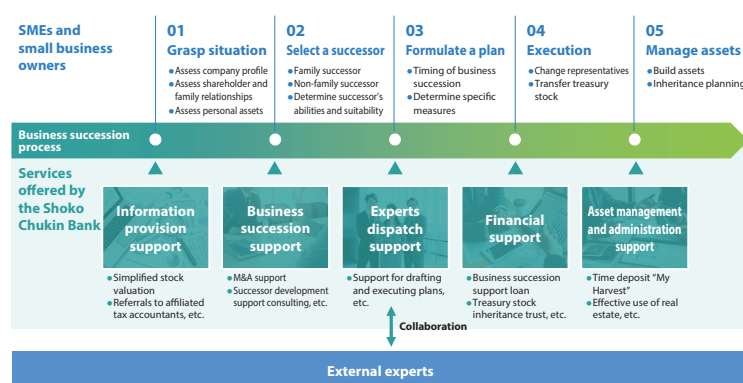 SMEs and
small business
owners
01
Grasp situation
●Assess company profile
●Assess shareholder and
family relationships
●Assess personal assets
02
Select a successor
●Family successor
●Non-family successor
●Determine successor's
abilities and suitability
03
Formulate a plan
●Timing of business
succession
●Determine specific
measures
04
Execution
●Change representatives
●Transfer treasury
stock
05
Manage assets
●Build assets
●Inheritance planning
Business succession
process
Services
offered by
the Shoko
Chukin Bank
Information
provision
support
●Simplified stock
valuation
●Referrals to affiliated
tax accountants, etc.
Business
succession
support
●M&A support
●Successor development
support consulting, etc.
Experts
dispatch
support
●Support for drafting
and executing plans,
etc.
Financial
support
●Business succession
support loan
●Treasury stock
inheritance trust, etc.
Asset management
and administration
support
●Time deposit “My
Harvest”
●Effective use of real
estate, etc.
Collaboration
External experts